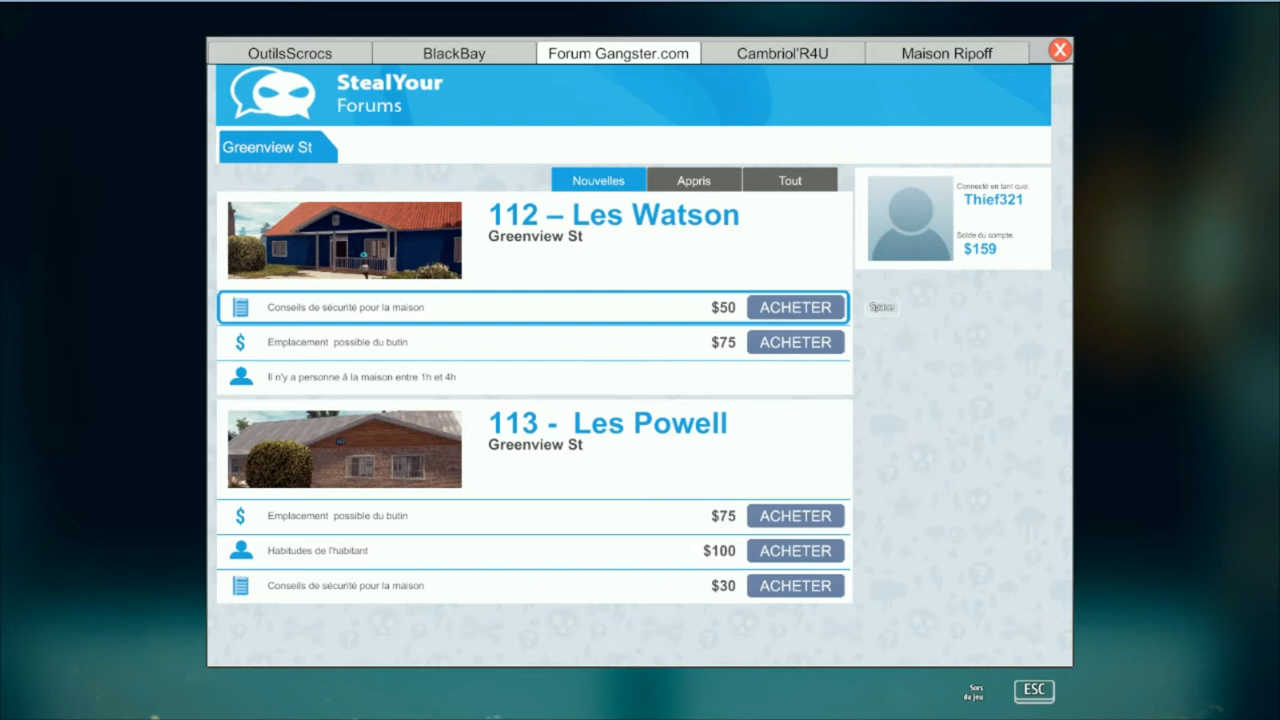 OutilsScrocs
BlackBay
Forum Gangster.com
Cambriol'R4U
Maison Ripoff
X
StealYour
Forums
Greenview St
Nouvelles
Appris
Tout
Connecté en tant que:
Thief321
Solde du compte:
$159
112 – Les Watson
Greenview St
Conseils de sécurité pour la maison
$50
ACHETER
Space
$ Emplacement possible du butin
$75
ACHETER
Il n'y a personne à la maison entre 1h et 4h
113 - Les Powell
Greenview St
$ Emplacement possible du butin
$75
ACHETER
Habitudes de l'habitant
$100
ACHETER
Conseils de sécurité pour la maison
$30
ACHETER
Sors
du jeu
ESC